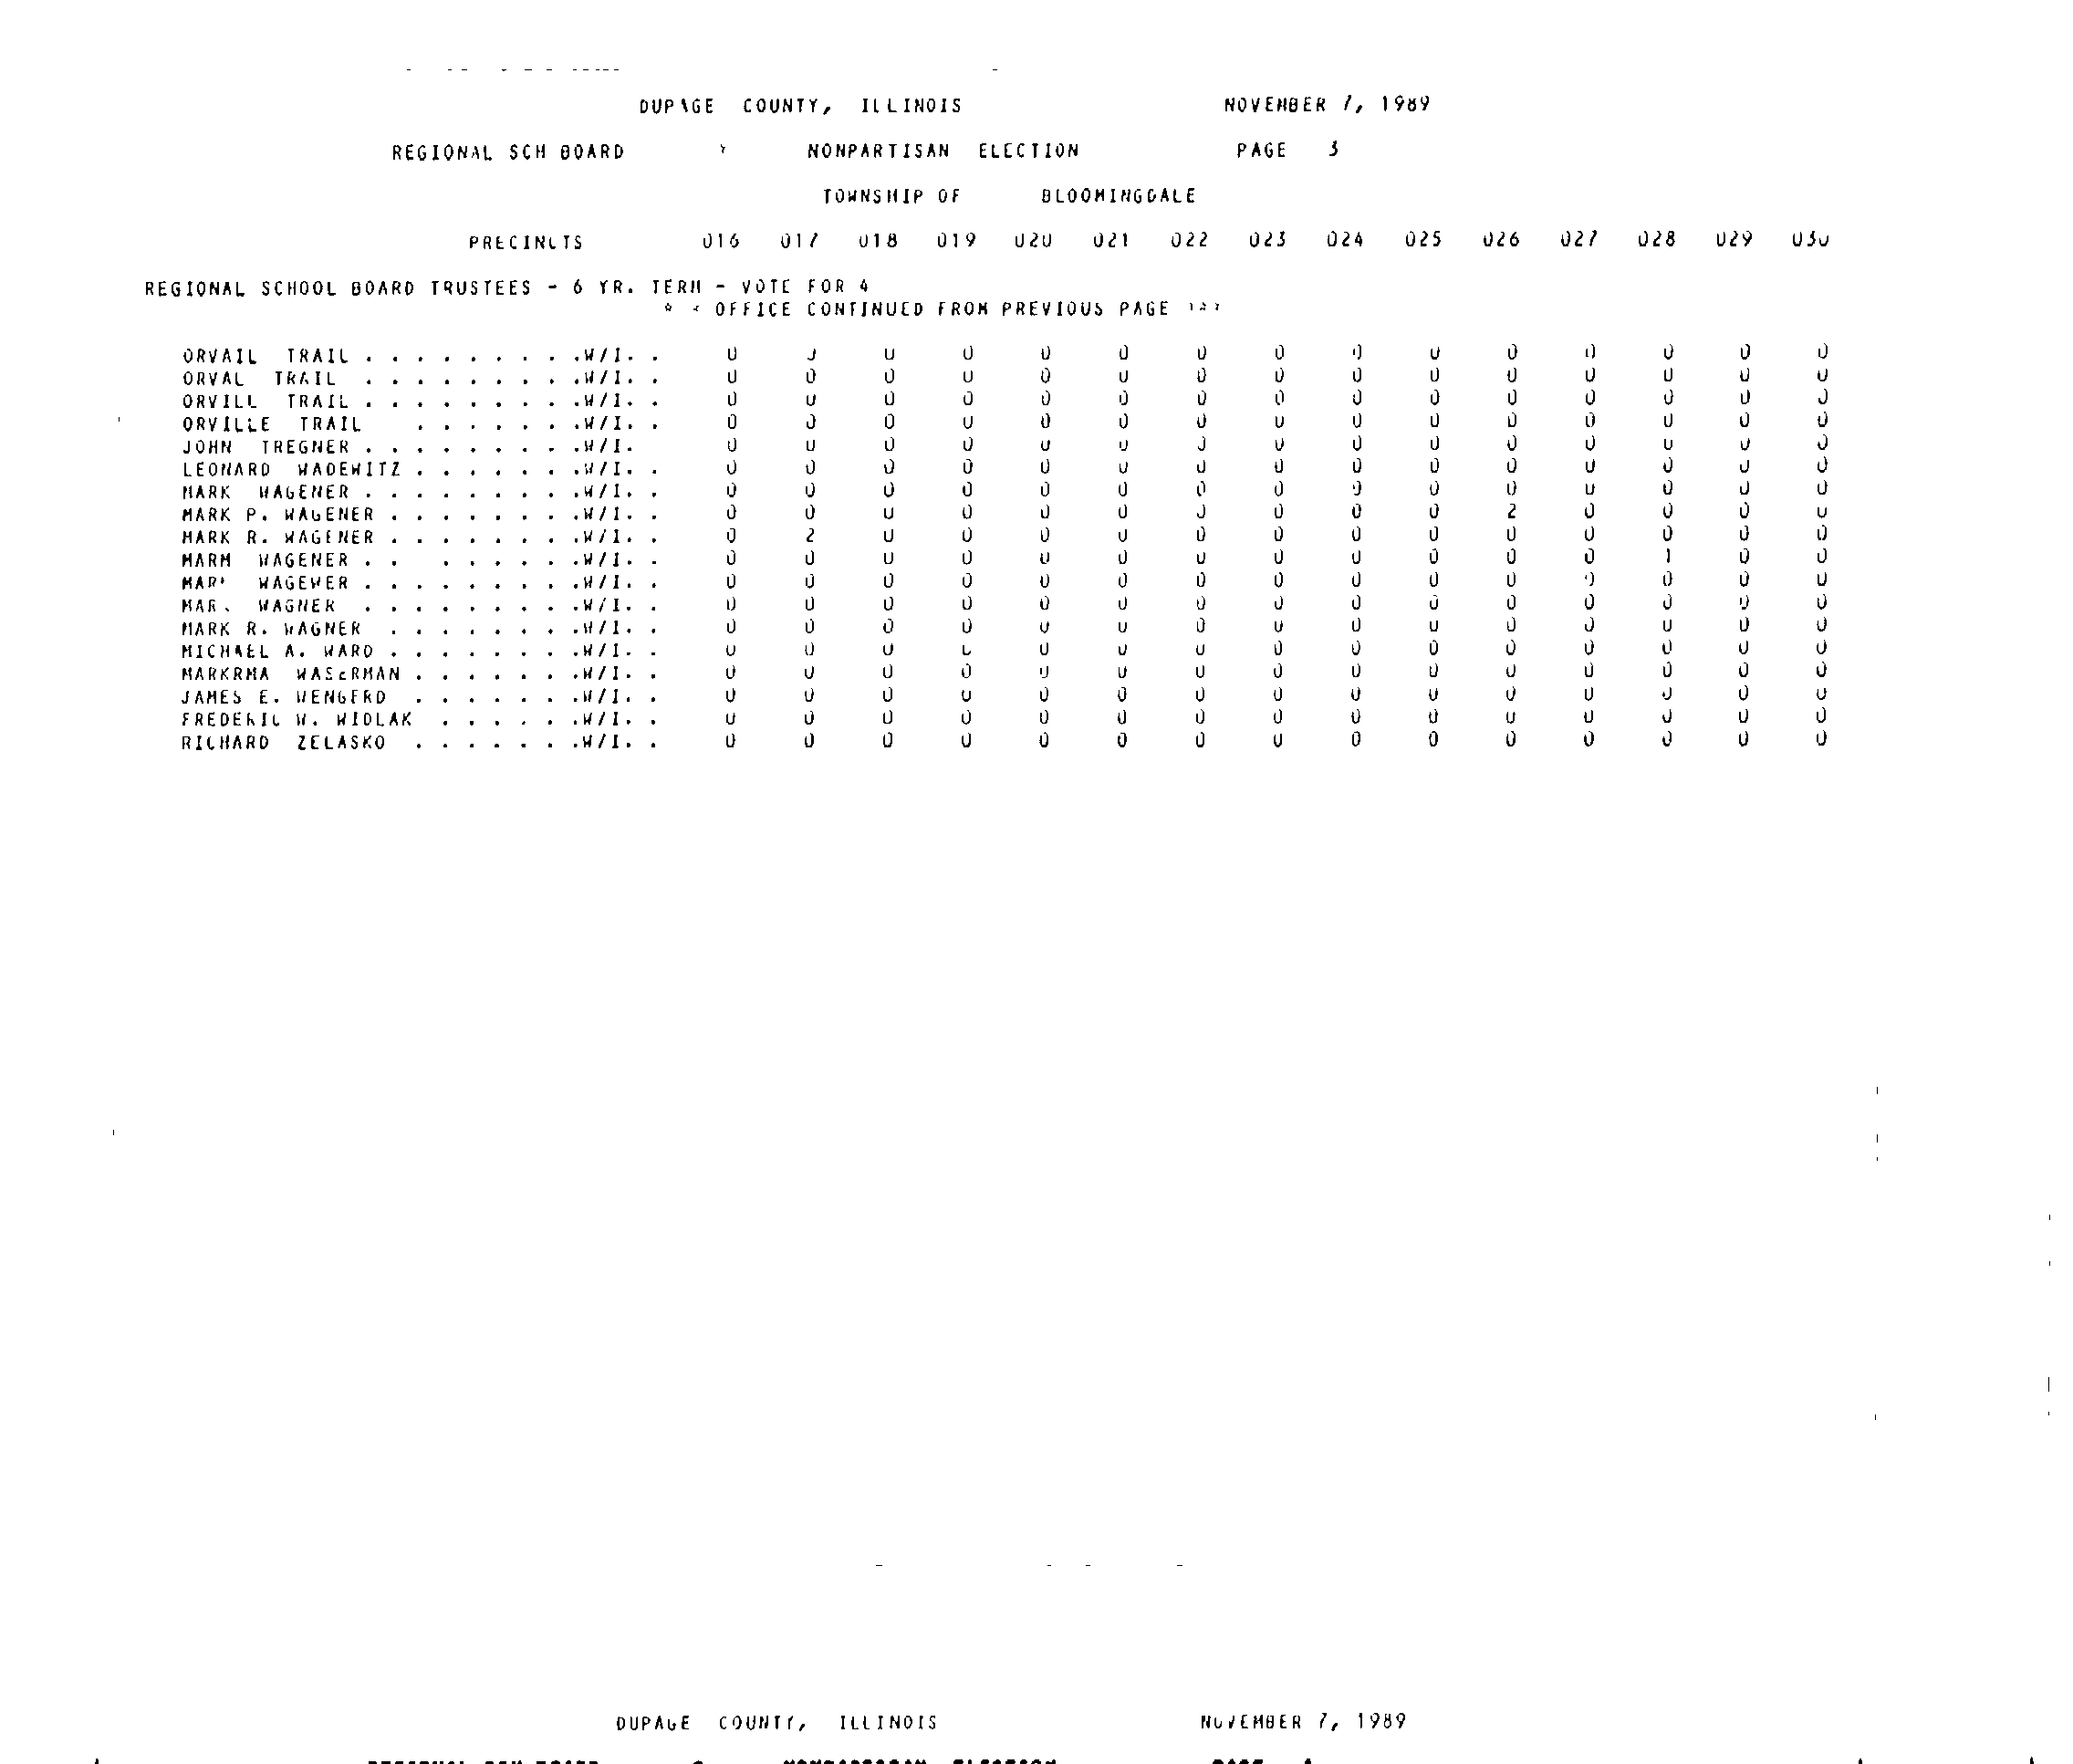 DUPAGE COUNTY, ILLINOIS NOVEMBER 7, 1989
REGIONAL SCH BOARD NONPARTISAN ELECTION PAGE 3
TOWNSHIP OF BLOOMINGDALE
PRECINCTS 016 017 018 019 020 021 022 023 024 025 026 027 028 029 030
REGIONAL SCHOOL BOARD TRUSTEES - 6 YR. TERM - VOTE FOR 4
* * OFFICE CONTINUED FROM PREVIOUS PAGE ***
ORVAIL TRAIL . . . . . . . . .W/I. . 0 0 0 0 0 0 0 0 0 0 0 0 0 0 0
ORVAL TRAIL . . . . . . . . .W/I. . 0 0 0 0 0 0 0 0 0 0 0 0 0 0 0
ORVILL TRAIL . . . . . . . . .W/I. . 0 0 0 0 0 0 0 0 0 0 0 0 0 0 0
ORVILLE TRAIL . . . . . . .W/I. . 0 0 0 0 0 0 0 0 0 0 0 0 0 0 0
JOHN TREGNER . . . . . . . . .W/I. 0 0 0 0 0 0 0 0 0 0 0 0 0 0 0
LEONARD WADEWITZ . . . . . . .W/I. . 0 0 0 0 0 0 0 0 0 0 0 0 0 0 0
MARK WAGENER . . . . . . . . .W/I. . 0 0 0 0 0 0 0 0 0 0 0 0 0 0 0
MARK P. WAGENER . . . . . . . .W/I. . 0 0 0 0 0 0 0 0 0 0 2 0 0 0 0
MARK R. WAGENER . . . . . . . .W/I. . 0 2 0 0 0 0 0 0 0 0 0 0 0 0 0
MARM WAGENER . . . . . . . .W/I. . 0 0 0 0 0 0 0 0 0 0 0 0 1 0 0
WAGEWER . . . . . . . . .W/I. . 0 0 0 0 0 0 0 0 0 0 0 0 0 0 0
WAGNER . . . . . . . . .W/I. . 0 0 0 0 0 0 0 0 0 0 0 0 0 0 0
MARK R. WAGNER . . . . . . . .W/I. . 0 0 0 0 0 0 0 0 0 0 0 0 0 0 0
MICHAEL A. WARD . . . . . . . .W/I. . 0 0 0 0 0 0 0 0 0 0 0 0 0 0 0
MARKRMA WASERMAN . . . . . . .W/I. . 0 0 0 0 0 0 0 0 0 0 0 0 0 0 0
JAMES E. WENGERD . . . . . . .W/I. . 0 0 0 0 0 0 0 0 0 0 0 0 0 0 0
FREDERIC W. WIDLAK . . . . . .W/I. . 0 0 0 0 0 0 0 0 0 0 0 0 0 0 0
RICHARD ZELASKO . . . . . . .W/I. . 0 0 0 0 0 0 0 0 0 0 0 0 0 0 0
DUPAGE COUNTY, ILLINOIS NOVEMBER 7, 1989